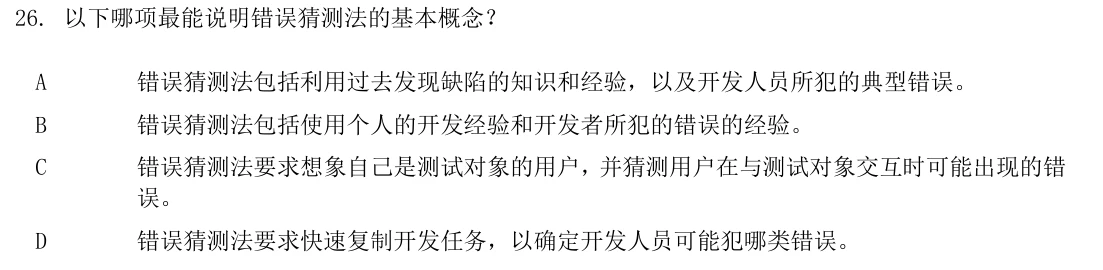 26. 以下哪项最能说明错误猜测法的基本概念？
A 错误猜测法包括利用过去发现缺陷的知识和经验，以及开发人员所犯的典型错误。
B 错误猜测法包括使用个人的开发经验和开发者所犯的错误的经验。
C 错误猜测法要求想象自己是测试对象的用户，并猜测用户在与测试对象交互时可能出现的错
误。
D 错误猜测法要求快速复制开发任务，以确定开发人员可能犯哪类错误。